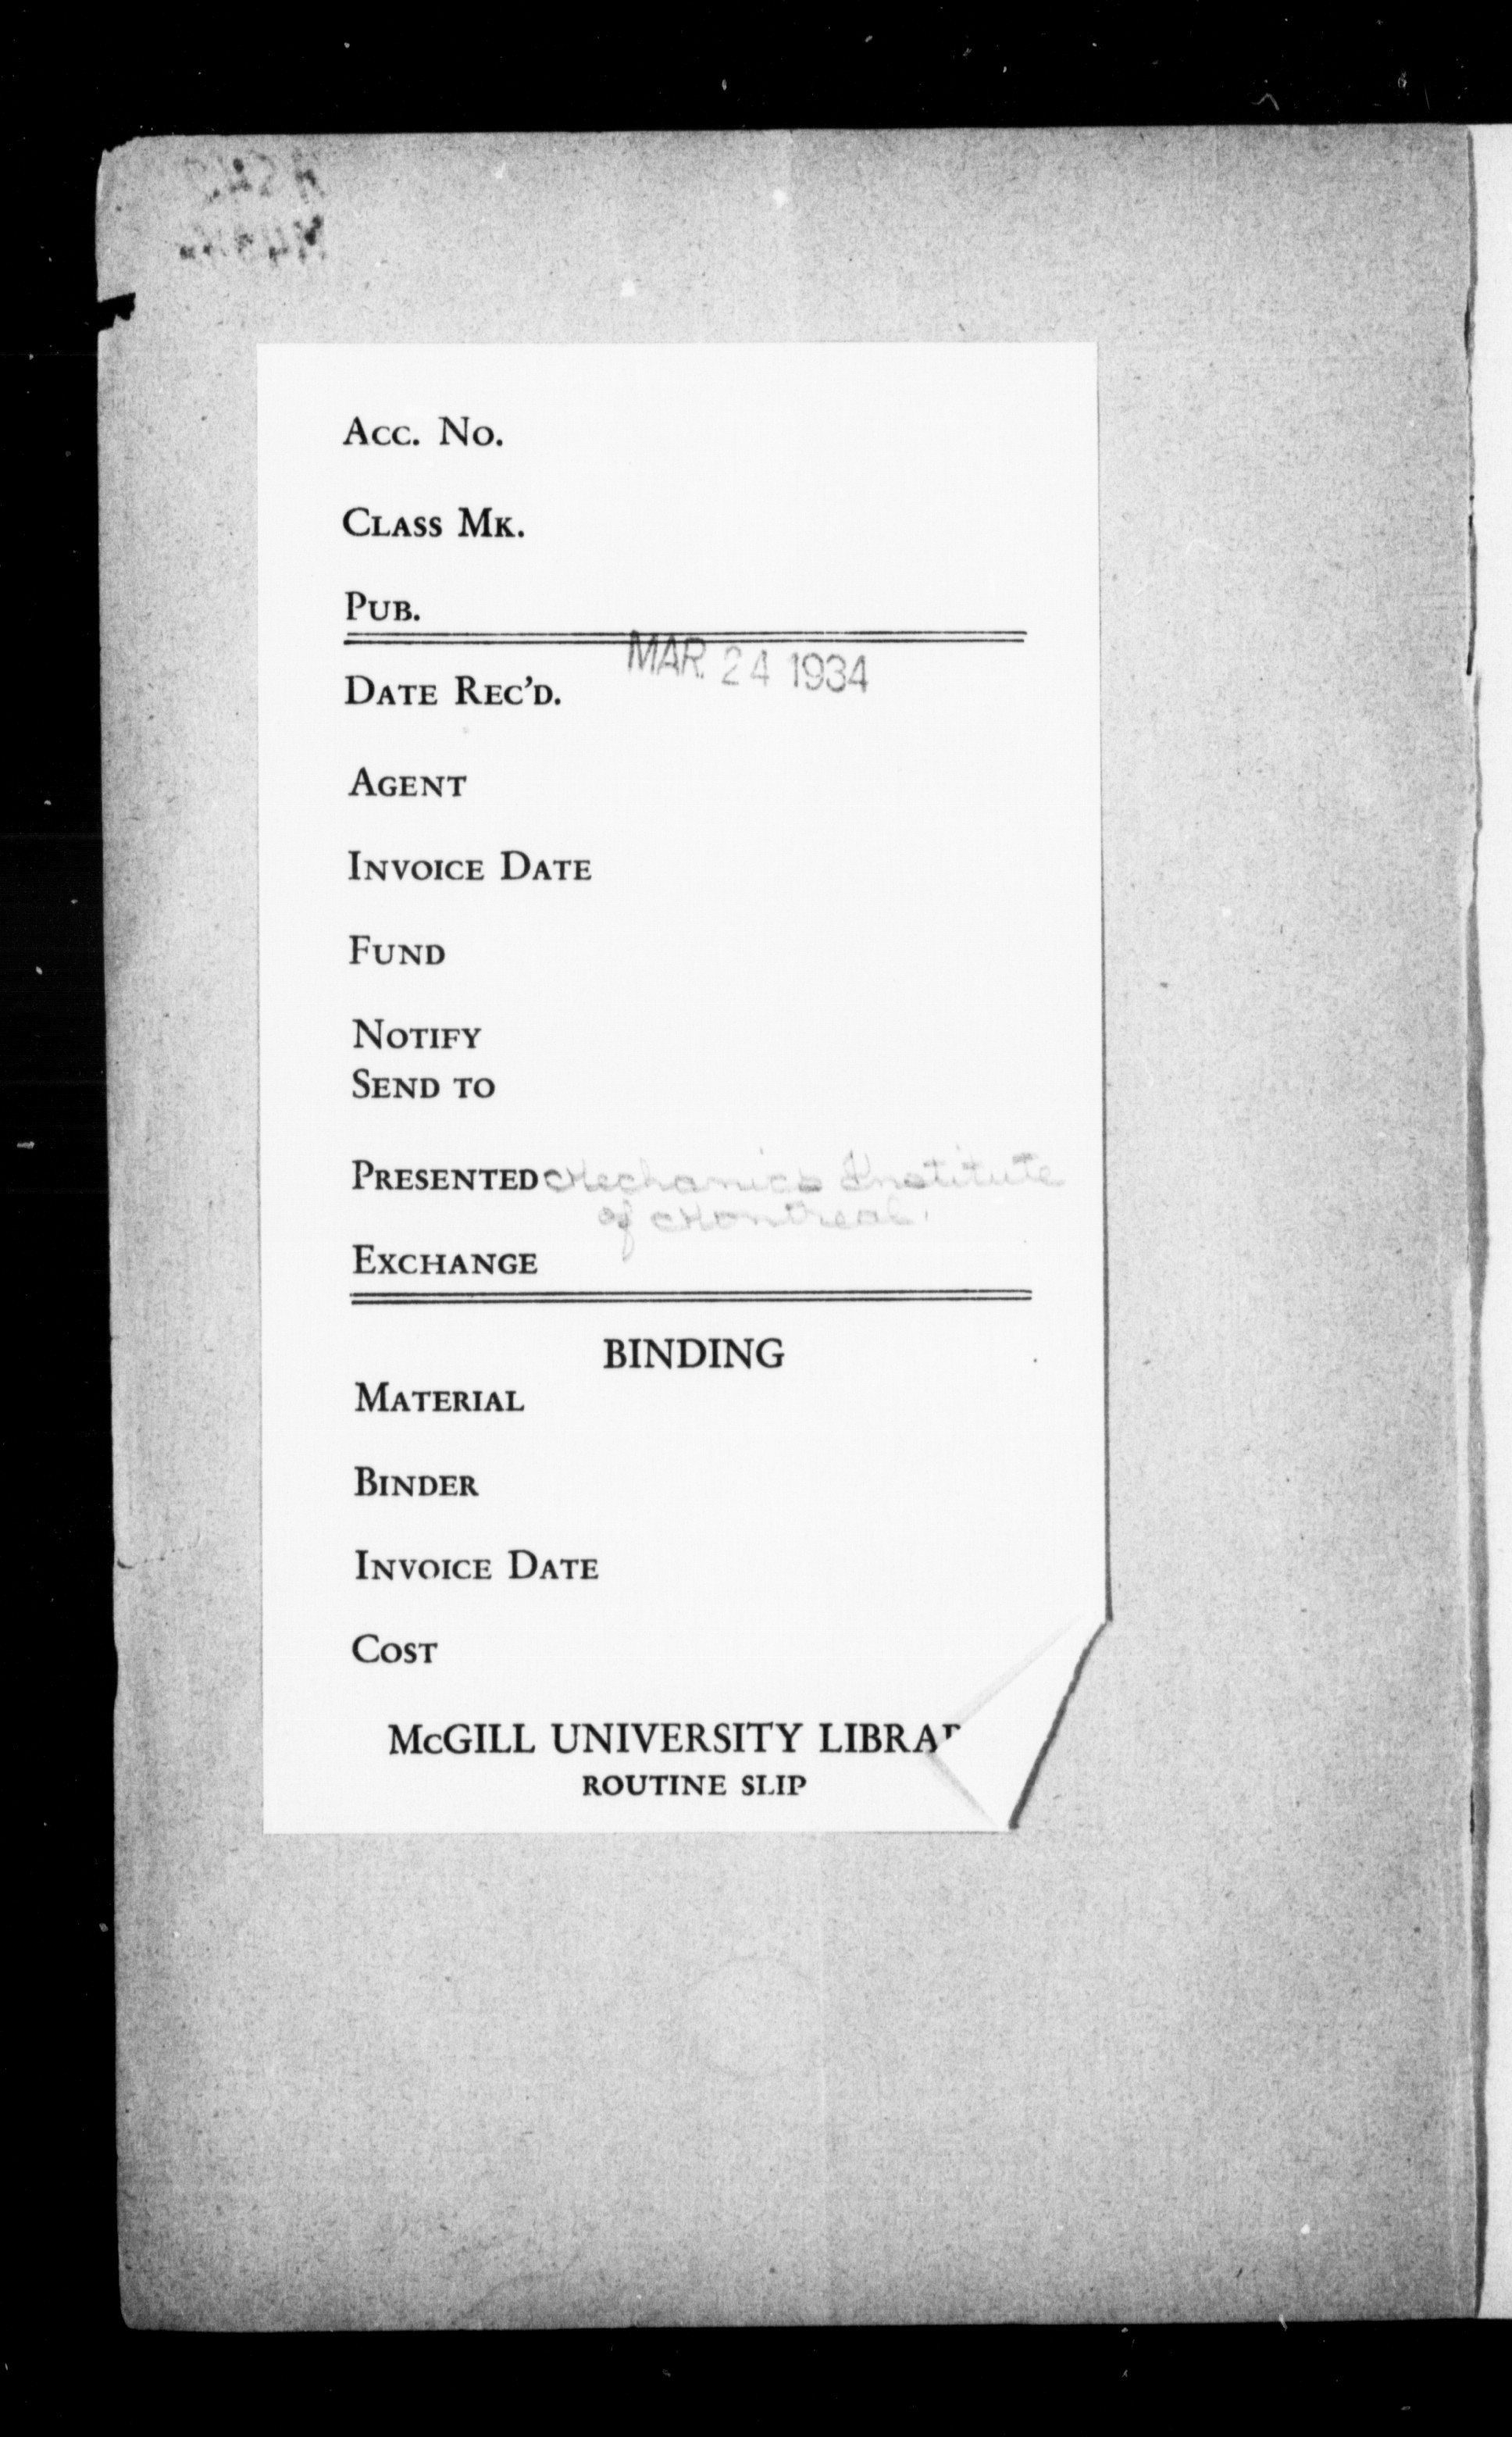 Acc. No.
Class Mk.
Pub.
MAR. 24 1934
Date Rec'd.
Agent
Invoice Date
Fund
Notify
Send to
Presented Mechanics Institute
of Montreal.
Exchange
BINDING
Material
Binder
Invoice Date
Cost
McGILL UNIVERSITY
ROUTINE SLIP